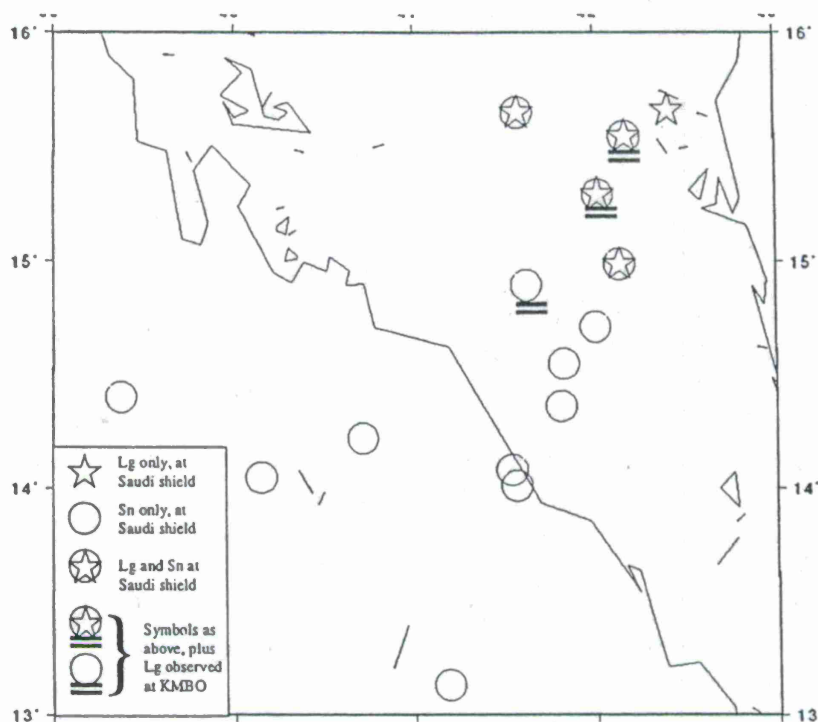 16°
16°
15°
15°
14°
14°
13°
13°
Lg only, at
Saudi shield
Sn only, at
Saudi shield
Lg and Sn at
Saudi shield
Symbols as
above, plus
Lg observed
at KMBO